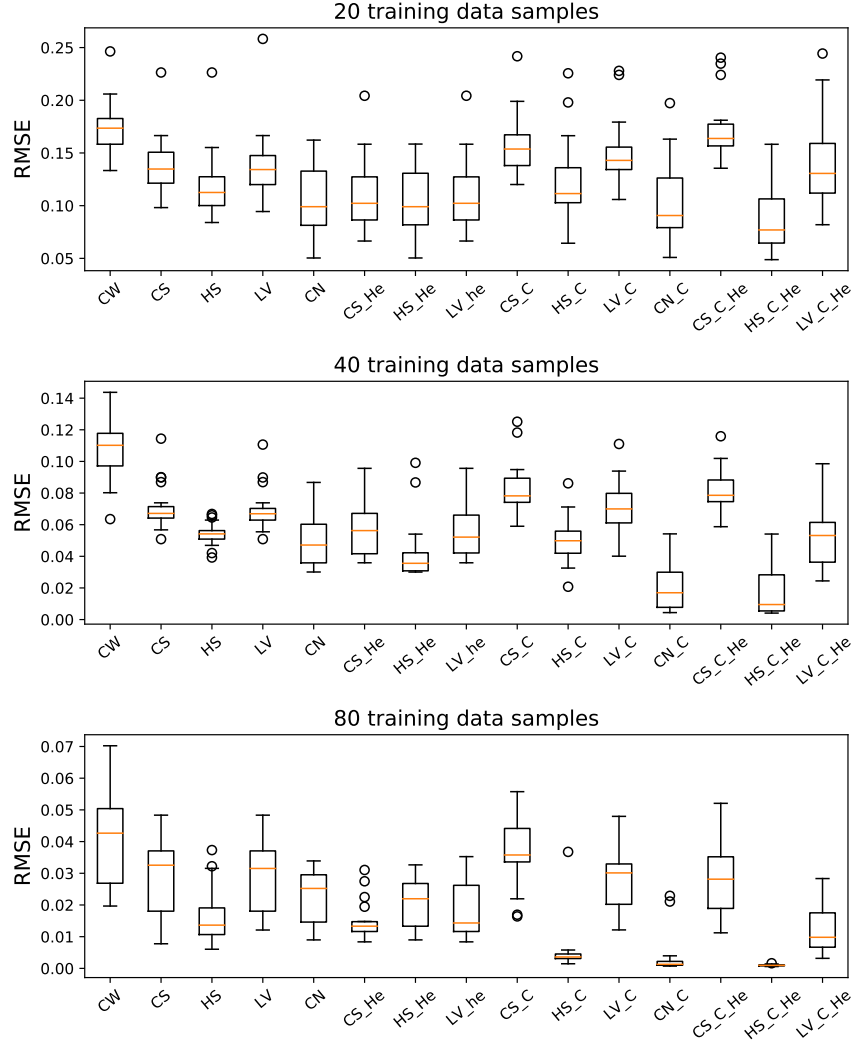 20 training data samples
RMSE
0.25
0.20
0.15
0.10
0.05
CW CS HS LV CN CS_He HS_He LV_he CS_C HS_C LV_C CN_C CS_C_He HS_C_He LV_C_He
40 training data samples
RMSE
0.14
0.12
0.10
0.08
0.06
0.04
0.02
0.00
CW CS HS LV CN CS_He HS_He LV_he CS_C HS_C LV_C CN_C CS_C_He HS_C_He LV_C_He
80 training data samples
RMSE
0.07
0.06
0.05
0.04
0.03
0.02
0.01
0.00
CW CS HS LV CN CS_He HS_He LV_he CS_C HS_C LV_C CN_C CS_C_He HS_C_He LV_C_He